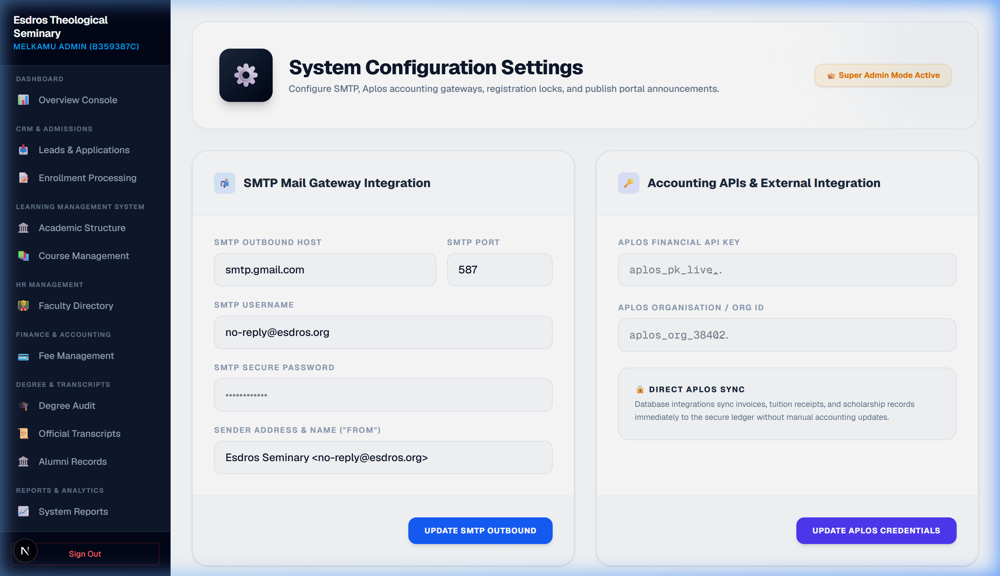 Esdros Theological
Seminary
MELKAMU ADMIN (B359387C)
DASHBOARD
Overview Console
CRM & ADMISSIONS
Leads & Applications
Enrollment Processing
LEARNING MANAGEMENT SYSTEM
Academic Structure
Course Management
HR MANAGEMENT
Faculty Directory
FINANCE & ACCOUNTING
Fee Management
DEGREE & TRANSCRIPTS
Degree Audit
Official Transcripts
Alumni Records
REPORTS & ANALYTICS
System Reports
N
Sign Out
System Configuration Settings
Configure SMTP, Aplos accounting gateways, registration locks, and publish portal announcements.
Super Admin Mode Active
SMTP Mail Gateway Integration
SMTP OUTBOUND HOST
SMTP PORT
smtp.gmail.com
587
SMTP USERNAME
no-reply@esdros.org
SMTP SECURE PASSWORD
••••••••••••
SENDER ADDRESS & NAME ("FROM")
Esdros Seminary <no-reply@esdros.org>
UPDATE SMTP OUTBOUND
Accounting APIs & External Integration
APLOS FINANCIAL API KEY
aplos_pk_live...
APLOS ORGANISATION / ORG ID
aplos_org_38402...
DIRECT APLOS SYNC
Database integrations sync invoices, tuition receipts, and scholarship records
immediately to the secure ledger without manual accounting updates.
UPDATE APLOS CREDENTIALS